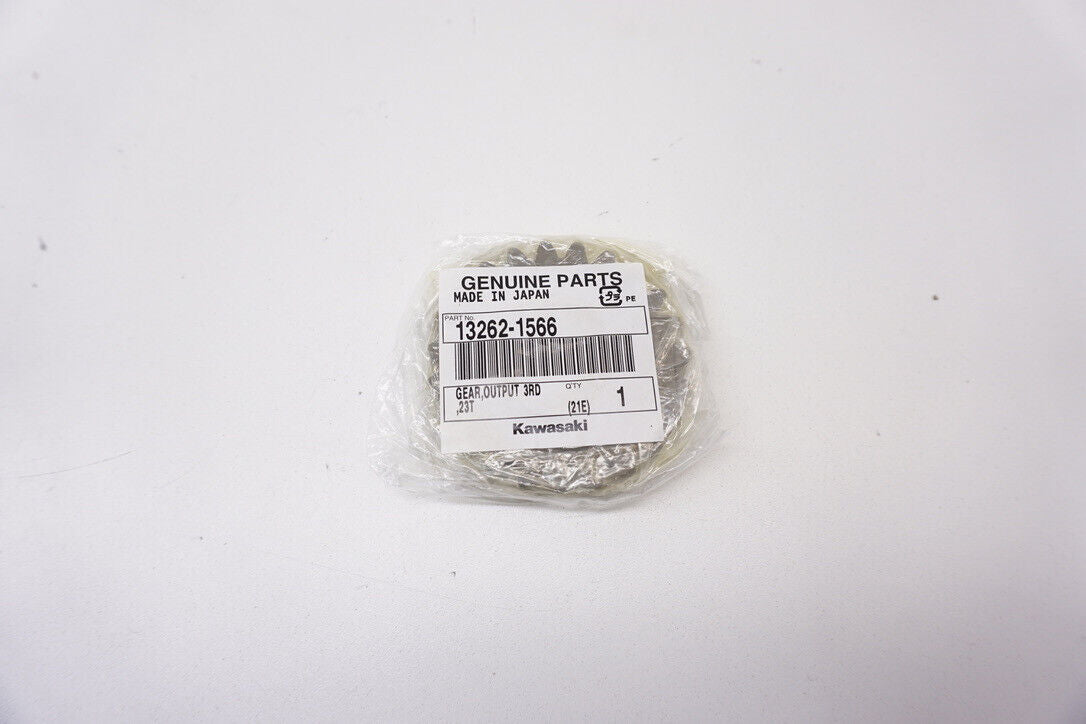 GENUINE PARTS
MADE IN JAPAN
PE
PART No.
13262-1566
GEAR,OUTPUT 3RD
Q'TY
,23T
(21E)
1
Kawasaki